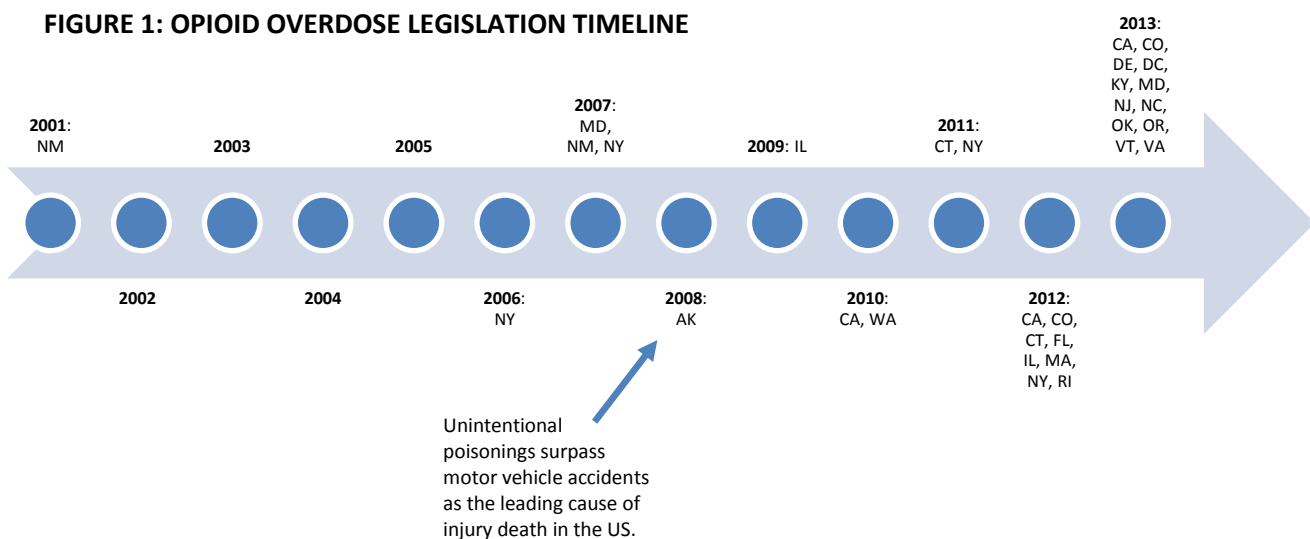 FIGURE 1: OPIOID OVERDOSE LEGISLATION TIMELINE
2001:
NM
2003
2005
2007:
MD,
NM, NY
2009: IL
2011:
CT, NY
2013:
CA, CO,
DE, DC,
KY, MD,
NJ, NC,
OK, OR,
VT, VA
2002
2004
2006:
NY
2008:
AK
2010:
CA, WA
2012:
CA, CO,
CT, FL,
IL, MA,
NY, RI
Unintentional
poisonings surpass
motor vehicle accidents
as the leading cause of
injury death in the US.